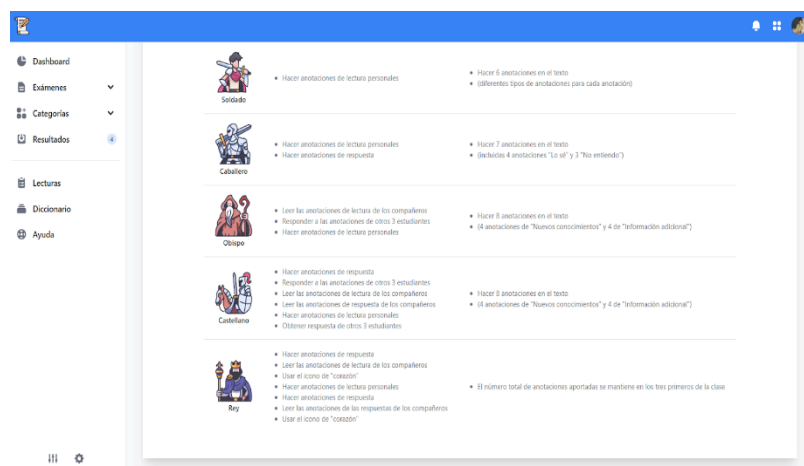 Dashboard
Exámenes
Categorías
Resultados
4
Lecturas
Diccionario
Ayuda
Soldado
Hacer anotaciones de lectura personales
Hacer 6 anotaciones en el texto
(diferentes tipos de anotaciones para cada anotación)
Caballero
Hacer anotaciones de lectura personales
Hacer anotaciones de respuesta
Hacer 7 anotaciones en el texto
(incluidas 4 anotaciones "Lo sé" y 3 "No entiendo")
Obispo
Leer las anotaciones de lectura de los compañeros
Responder a las anotaciones de otros 3 estudiantes
Hacer anotaciones de lectura personales
Hacer 8 anotaciones en el texto
(4 anotaciones de "Nuevos conocimientos" y 4 de "Información adicional")
Castellano
Hacer anotaciones de respuesta
Responder a las anotaciones de otros 3 estudiantes
Leer las anotaciones de lectura de los compañeros
Leer las anotaciones de respuesta de los compañeros
Hacer anotaciones de lectura personales
Obtener respuesta de otros 3 estudiantes
Hacer 8 anotaciones en el texto
(4 anotaciones de "Nuevos conocimientos" y 4 de "Información adicional")
Rey
Hacer anotaciones de respuesta
Leer las anotaciones de lectura de los compañeros
Usar el icono de "corazón"
Hacer anotaciones de lectura personales
Hacer anotaciones de respuesta
Leer las anotaciones de las respuestas de los compañeros
Usar el icono de "corazón"
El número total de anotaciones aportadas se mantiene en los tres primeros de la clase